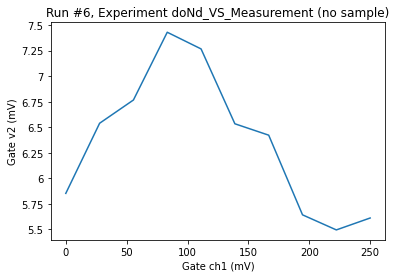 Run #6, Experiment doNd_VS_Measurement (no sample)
7.5
7.25
7
6.75
6.5
6.25
6
5.75
5.5
Gate v2 (mV)
0 50 100 150 200 250
Gate ch1 (mV)